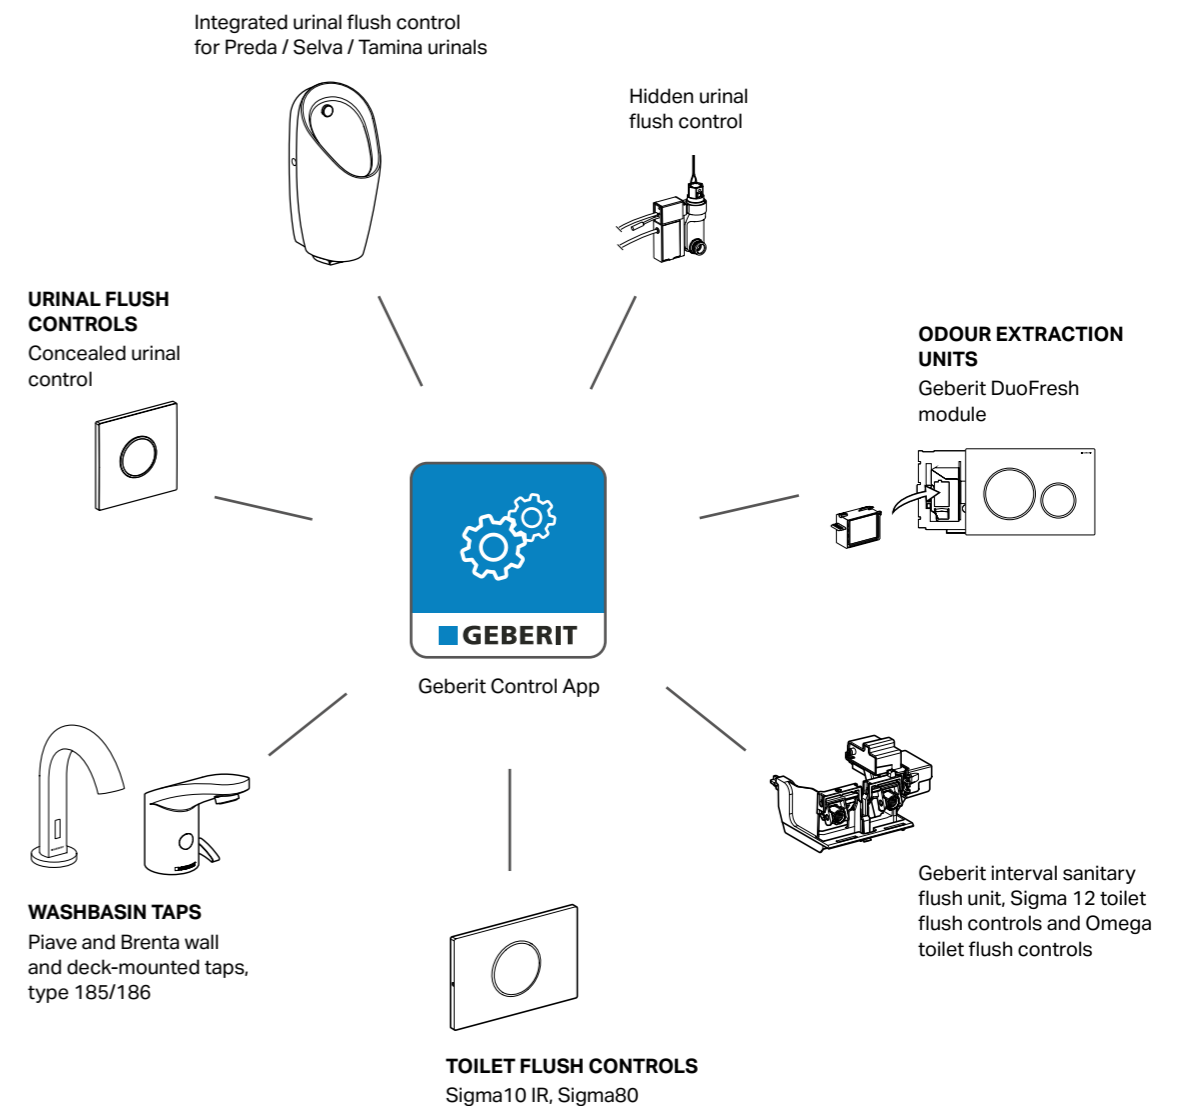 Integrated urinal flush control
for Preda / Selva / Tamina urinals
Hidden urinal
flush control
URINAL FLUSH
CONTROLS
Concealed urinal
control
ODOUR EXTRACTION
UNITS
Geberit DuoFresh
module
GEBERIT
Geberit Control App
WASHBASIN TAPS
Piave and Brenta wall
and deck-mounted taps,
type 185/186
Geberit interval sanitary
flush unit, Sigma 12 toilet
flush controls and Omega
toilet flush controls
TOILET FLUSH CONTROLS
Sigma10 IR, Sigma80